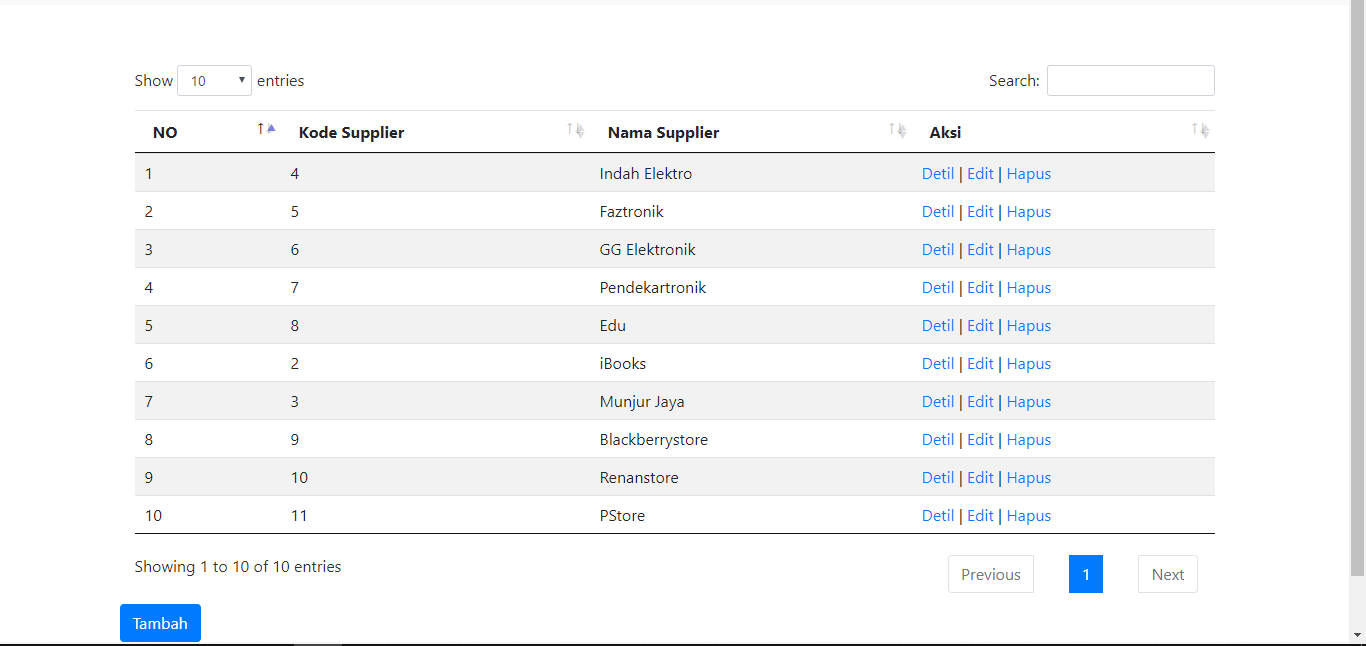 Show 10 entries Search:
NO Kode Supplier Nama Supplier Aksi
1 4 Indah Elektro Detil | Edit | Hapus
2 5 Faztronik Detil | Edit | Hapus
3 6 GG Elektronik Detil | Edit | Hapus
4 7 Pendekartronik Detil | Edit | Hapus
5 8 Edu Detil | Edit | Hapus
6 2 iBooks Detil | Edit | Hapus
7 3 Munjur Jaya Detil | Edit | Hapus
8 9 Blackberrystore Detil | Edit | Hapus
9 10 Renanstore Detil | Edit | Hapus
10 11 PStore Detil | Edit | Hapus
Showing 1 to 10 of 10 entries Previous 1 Next
Tambah